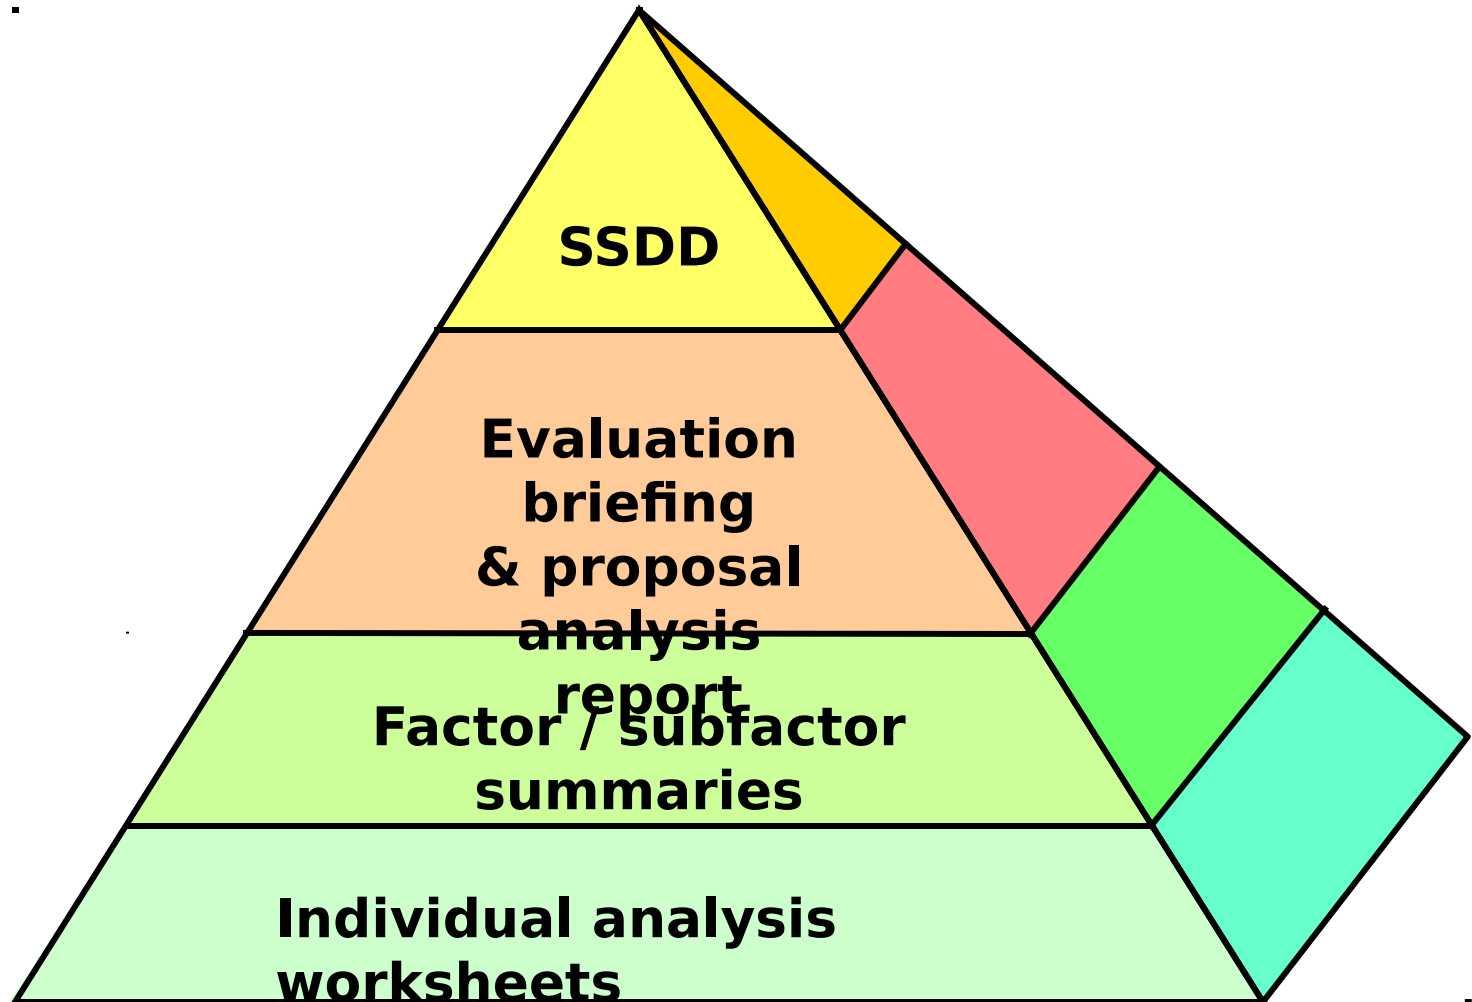 SSDD
Evaluation
briefing
& proposal
analysis
report
Factor / subfactor
summaries
Individual analysis
worksheets